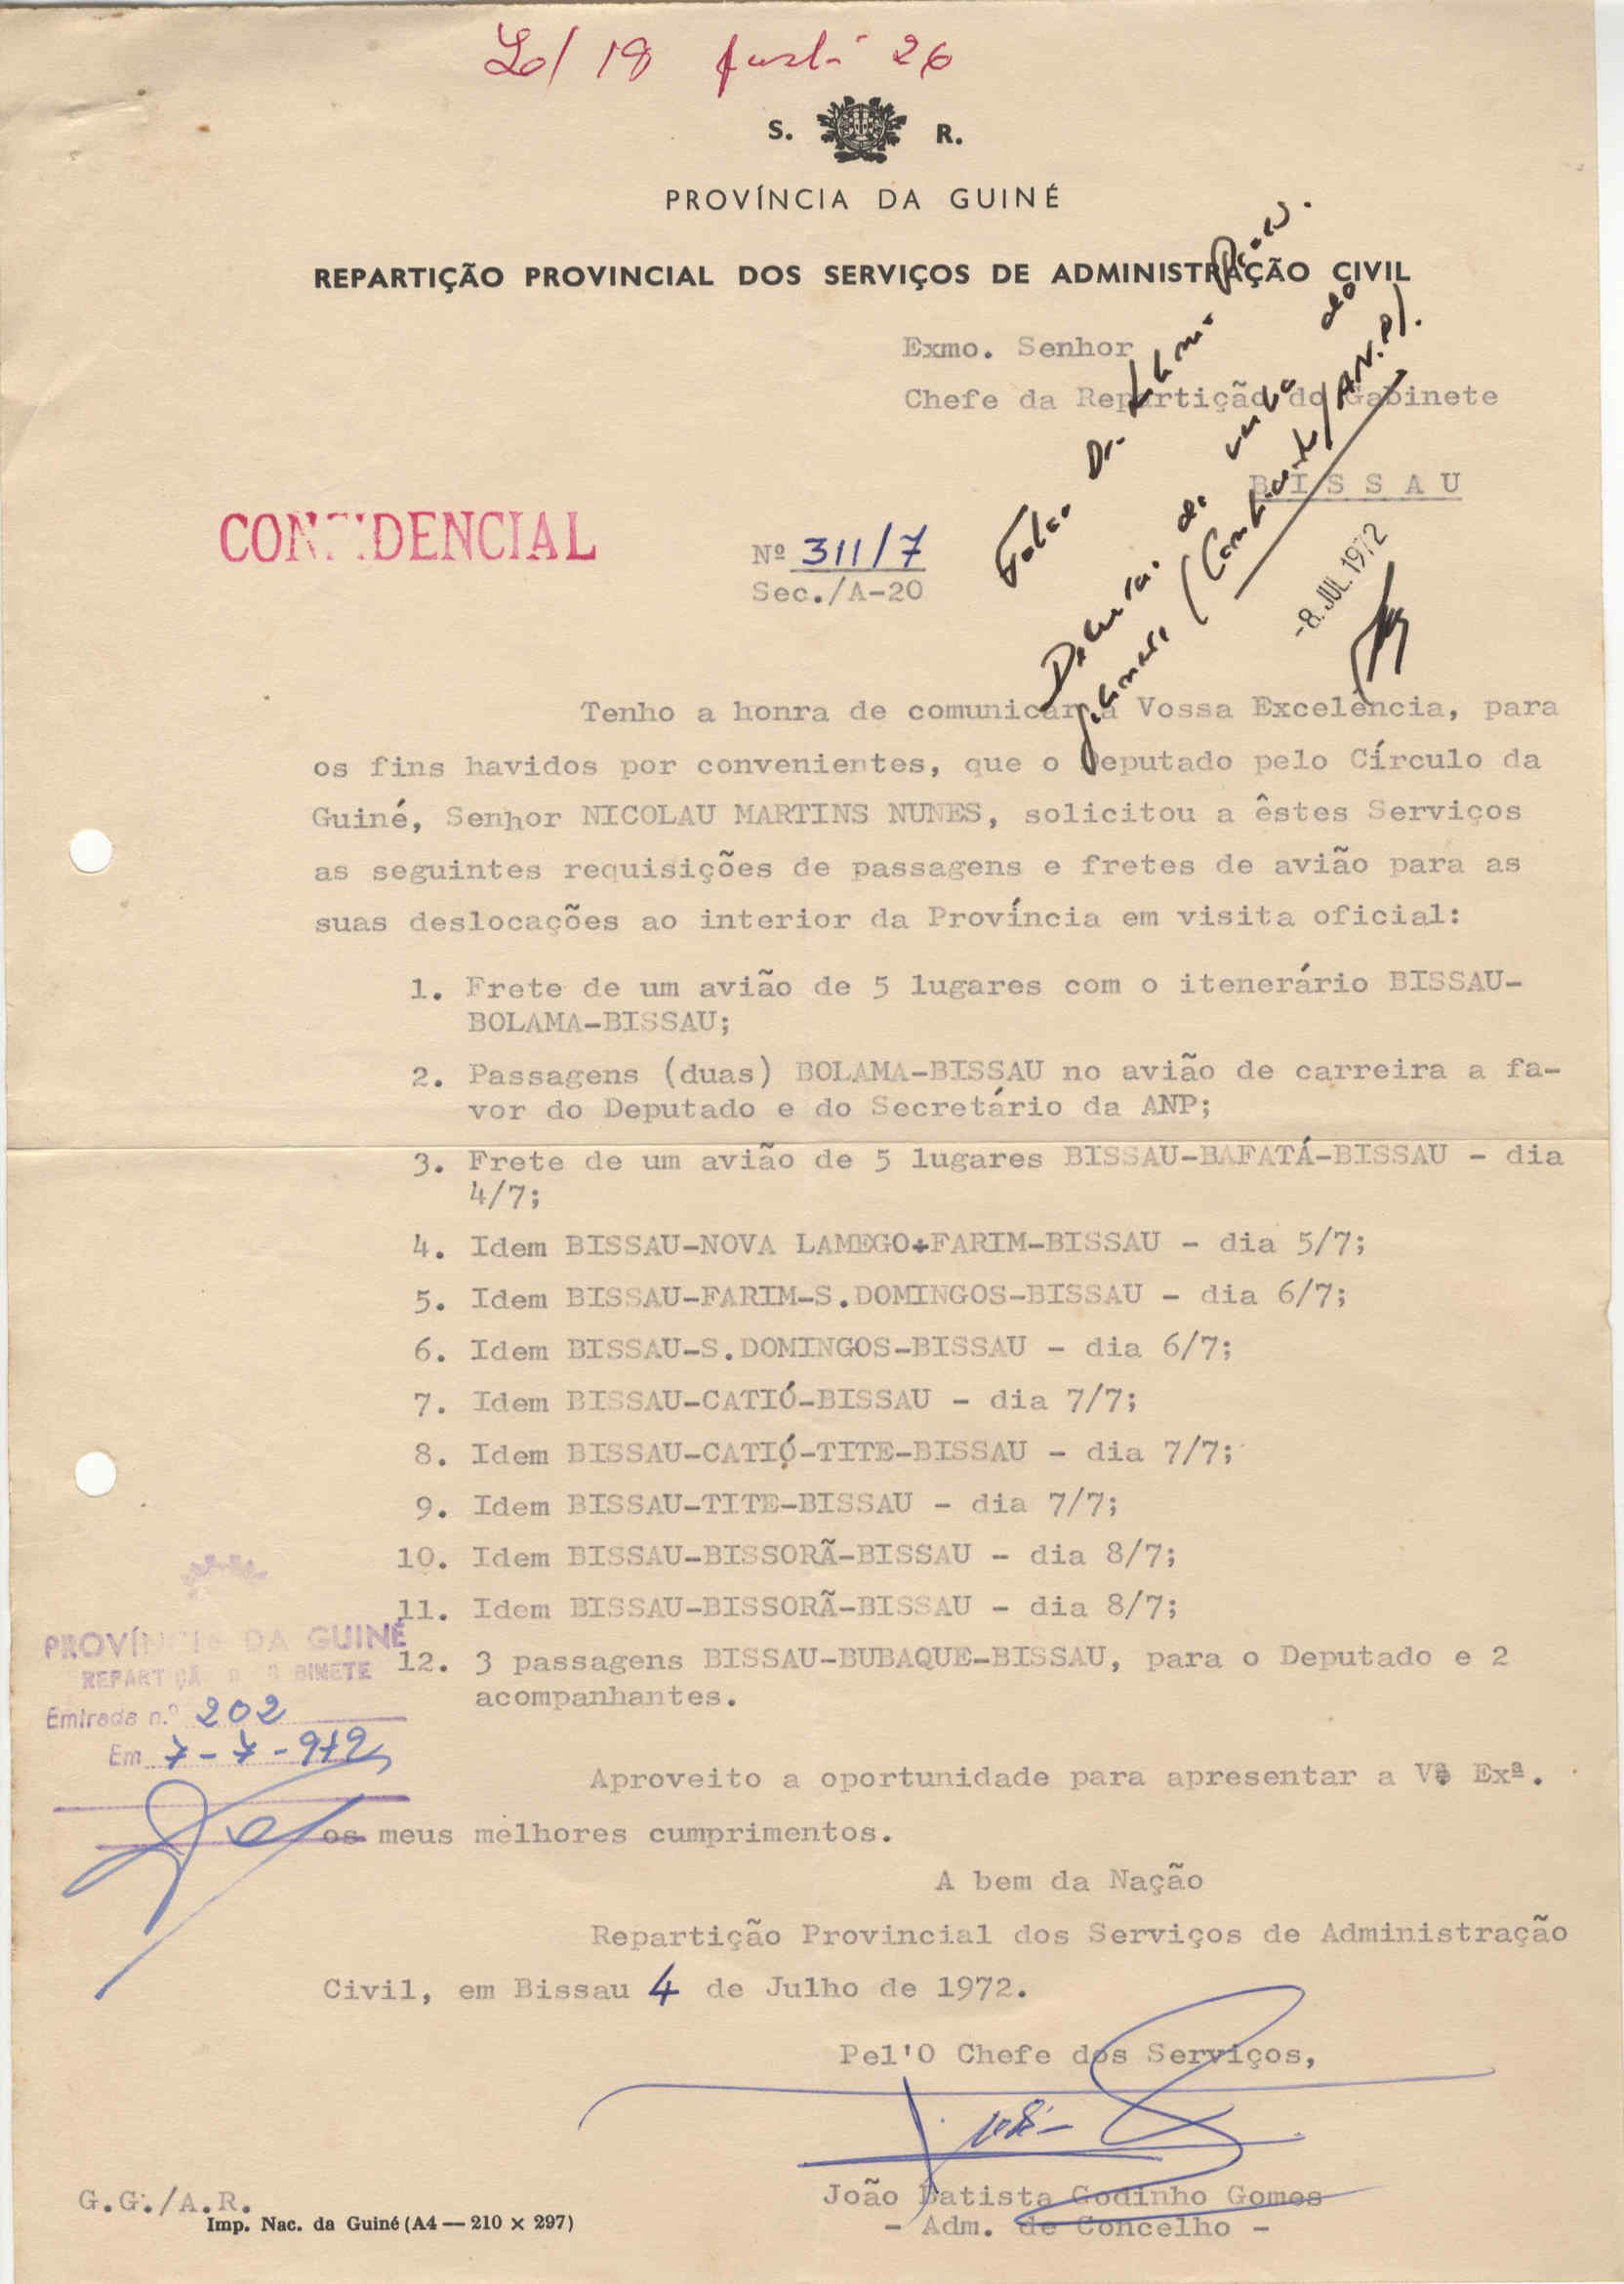 18 pasta 26
S. R.
PROVÍNCIA DA GUINÉ
REPARTIÇÃO PROVINCIAL DOS SERVIÇOS DE ADMINISTRAÇÃO CIVIL
Exmo. Senhor
Chefe da Repartição do Gabinete
BISSAU
CONFIDENCIAL
Nº 311/7
Sec./A-20
Dr.
A.N.P).
-8. JUL. 1972
Tenho a honra de comunicar a Vossa Excelência, para
os fins havidos por convenientes, que o Deputado pelo Círculo da
Guiné, Senhor NICOLAU MARTINS NUNES, solicitou a êstes Serviços
as seguintes requisições de passagens e fretes de avião para as
suas deslocações ao interior da Província em visita oficial:
1. Frete de um avião de 5 lugares com o itenerário BISSAU-
BOLAMA-BISSAU;
2. Passagens (duas) BOLAMA-BISSAU no avião de carreira a fa-
vor do Deputado e do Secretário da ANP;
3. Frete de um avião de 5 lugares BISSAU-BAFATÁ-BISSAU - dia
4/7;
4. Idem BISSAU-NOVA LAMEGO+FARIM-BISSAU - dia 5/7;
5. Idem BISSAU-FARIM-S.DOMINGOS-BISSAU - dia 6/7;
6. Idem BISSAU-S.DOMINGOS-BISSAU - dia 6/7;
7. Idem BISSAU-CATIÓ-BISSAU - dia 7/7;
8. Idem BISSAU-CATIÓ-TITE-BISSAU - dia 7/7;
9. Idem BISSAU-TITE-BISSAU - dia 7/7;
10. Idem BISSAU-BISSORÃ-BISSAU - dia 8/7;
11. Idem BISSAU-BISSORÃ-BISSAU - dia 8/7;
12. 3 passagens BISSAU-BUBAQUE-BISSAU, para o Deputado e 2
acompanhantes.
PROVÍNCIA DA GUINÉ
REPARTIÇÃO DO GABINETE
Entrada n.º 202
Em 7-7-972
Aproveito a oportunidade para apresentar a Vª Exª.
os meus melhores cumprimentos.
A bem da Nação
Repartição Provincial dos Serviços de Administração
Civil, em Bissau 4 de Julho de 1972.
Pel'O Chefe dos Serviços,
João Batista Godinho Gomes
- Adm. de Concelho -
G.G./A.R.
Imp. Nac. da Guiné (A4 — 210 × 297)